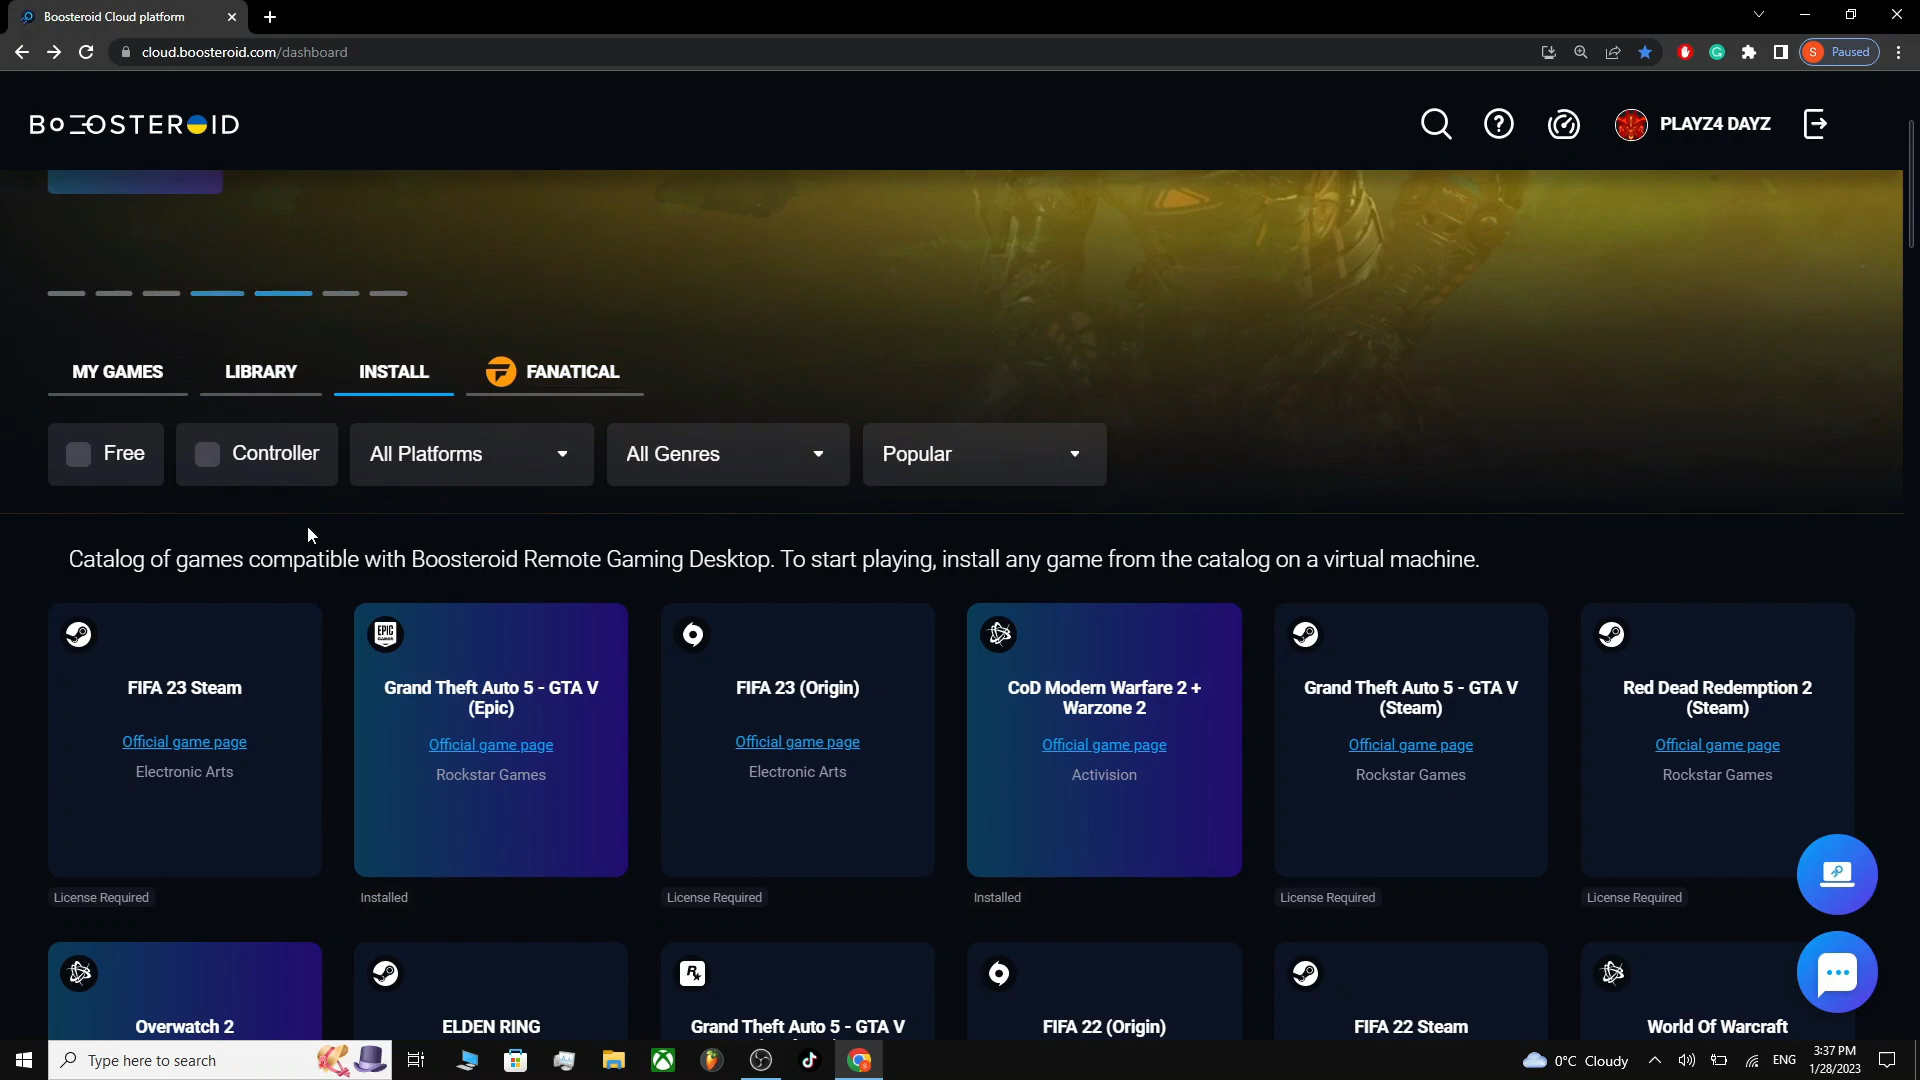 Boosteroid Cloud platform
cloud.boosteroid.com/dashboard
S Paused
BOOSTEROID
PLAYZ4 DAYZ
MY GAMES LIBRARY INSTALL FANATICAL
Free Controller All Platforms All Genres Popular
Catalog of games compatible with Boosteroid Remote Gaming Desktop. To start playing, install any game from the catalog on a virtual machine.
FIFA 23 Steam
Official game page
Electronic Arts
License Required
EPIC GAMES
Grand Theft Auto 5 - GTA V
(Epic)
Official game page
Rockstar Games
Installed
FIFA 23 (Origin)
Official game page
Electronic Arts
License Required
CoD Modern Warfare 2 +
Warzone 2
Official game page
Activision
Installed
Grand Theft Auto 5 - GTA V
(Steam)
Official game page
Rockstar Games
License Required
Red Dead Redemption 2
(Steam)
Official game page
Rockstar Games
License Required
Overwatch 2
ELDEN RING
R
Grand Theft Auto 5 - GTA V
FIFA 22 (Origin)
FIFA 22 Steam
World Of Warcraft
Type here to search
0°C Cloudy
ENG
3:37 PM
1/28/2023